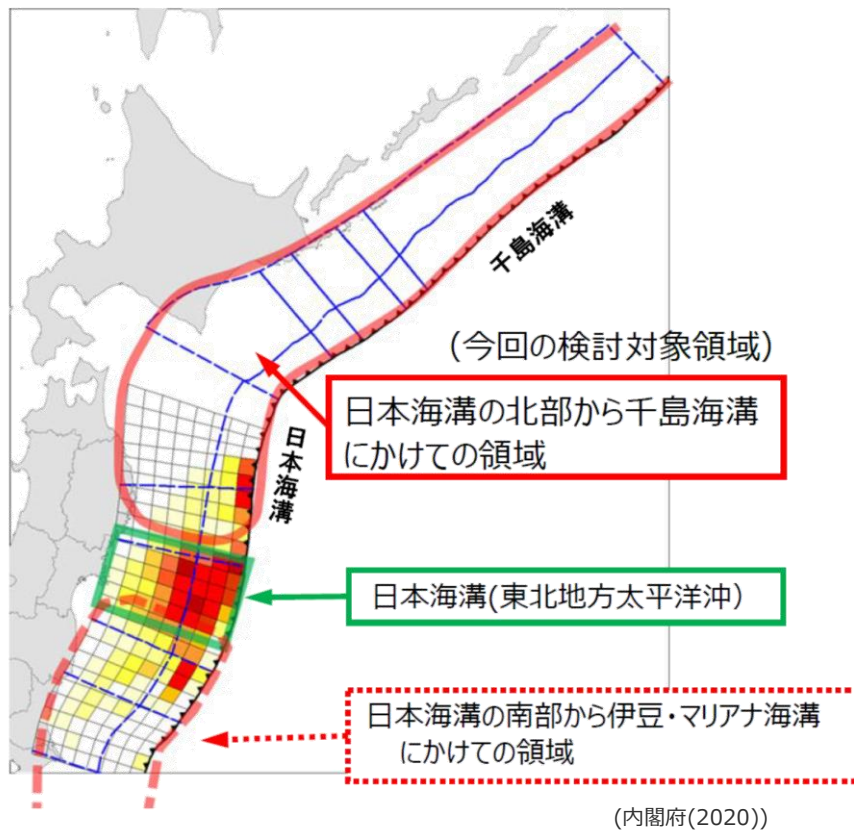 千島海溝
(今回の検討対象領域)
日本海溝の北部から千島海溝
にかけての領域
日本海溝
日本海溝(東北地方太平洋沖)
日本海溝の南部から伊豆・マリアナ海溝
にかけての領域
(内閣府(2020))